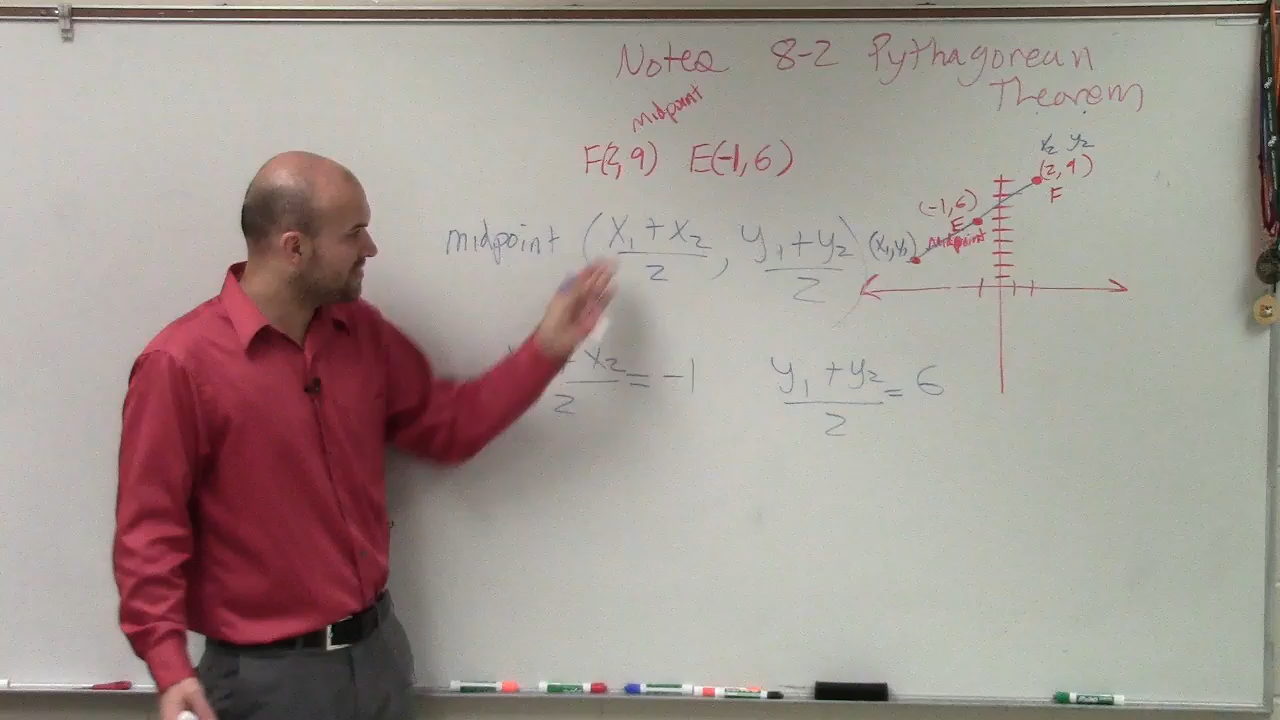 Notes 8-2 Pythagorean
Theorem
midpoint
F(2,9) E(-1,6)
midpoint (x₁+x₂/2, y₁+y₂/2)
x₂ y₂
(2,9)
F
(-1,6)
E
midpoint
(x₁,y₁)
+ x₂/2 = -1
y₁+y₂/2 = 6